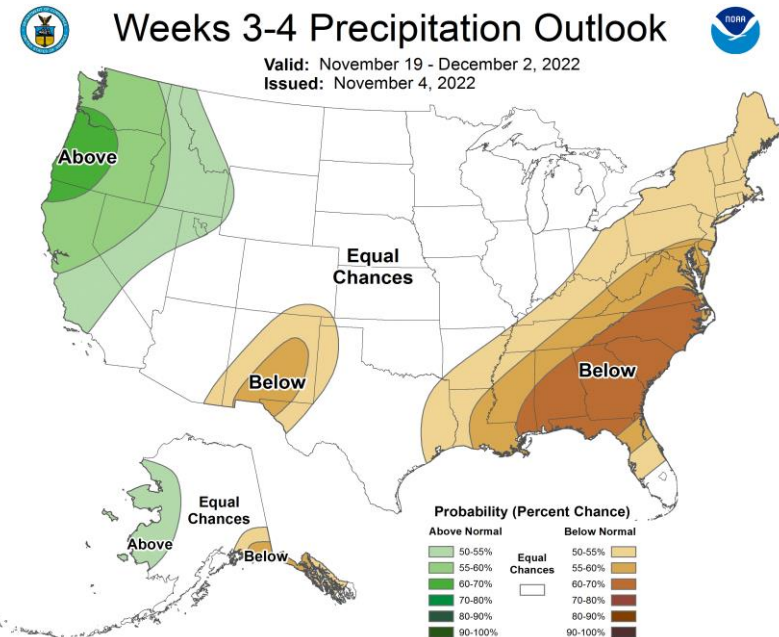 Weeks 3-4 Precipitation Outlook
NOAA
Valid: November 19 - December 2, 2022
Issued: November 4, 2022
Above
Equal
Chances
Below
Below
Equal
Chances
Above
Below
Probability (Percent Chance)
Above Normal
Below Normal
Equal
Chances
50-55%
55-60%
60-70%
70-80%
80-90%
90-100%
50-55%
55-60%
60-70%
70-80%
80-90%
90-100%